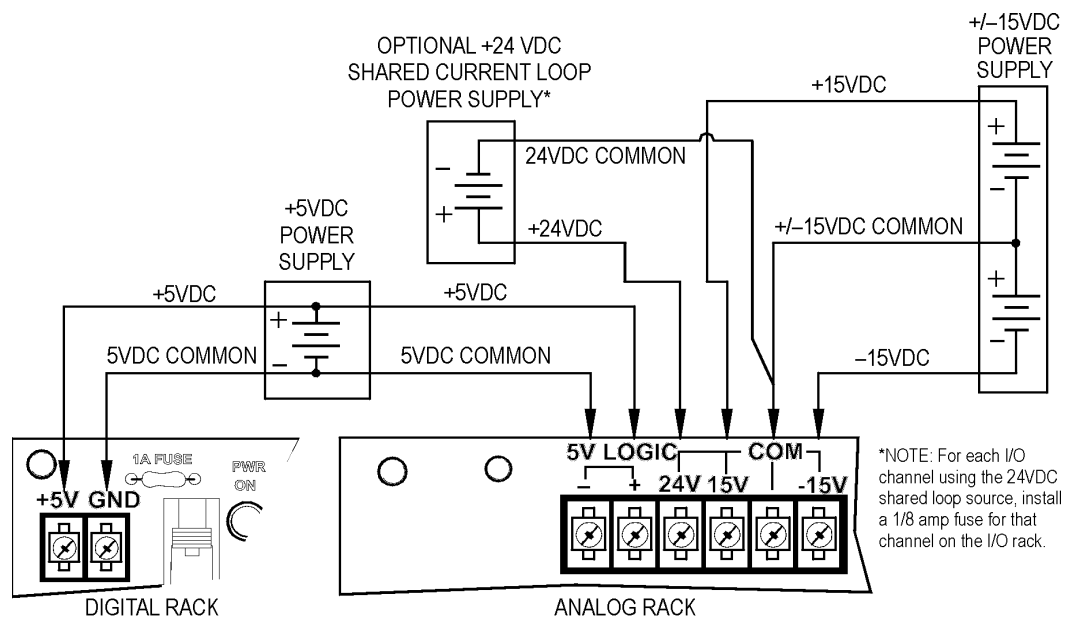 +/–15VDC
POWER
SUPPLY
OPTIONAL +24 VDC
SHARED CURRENT LOOP
POWER SUPPLY*
+15VDC
+
–
24VDC COMMON
–
+
+24VDC
+/–15VDC COMMON
+
–
–15VDC
+5VDC
POWER
SUPPLY
+5VDC
+5VDC
+
–
5VDC COMMON
5VDC COMMON
1A FUSE
PWR
ON
+5V GND
DIGITAL RACK
5V LOGIC
COM
– + 24V 15V -15V
ANALOG RACK
*NOTE: For each I/O
channel using the 24VDC
shared loop source, install
a 1/8 amp fuse for that
channel on the I/O rack.